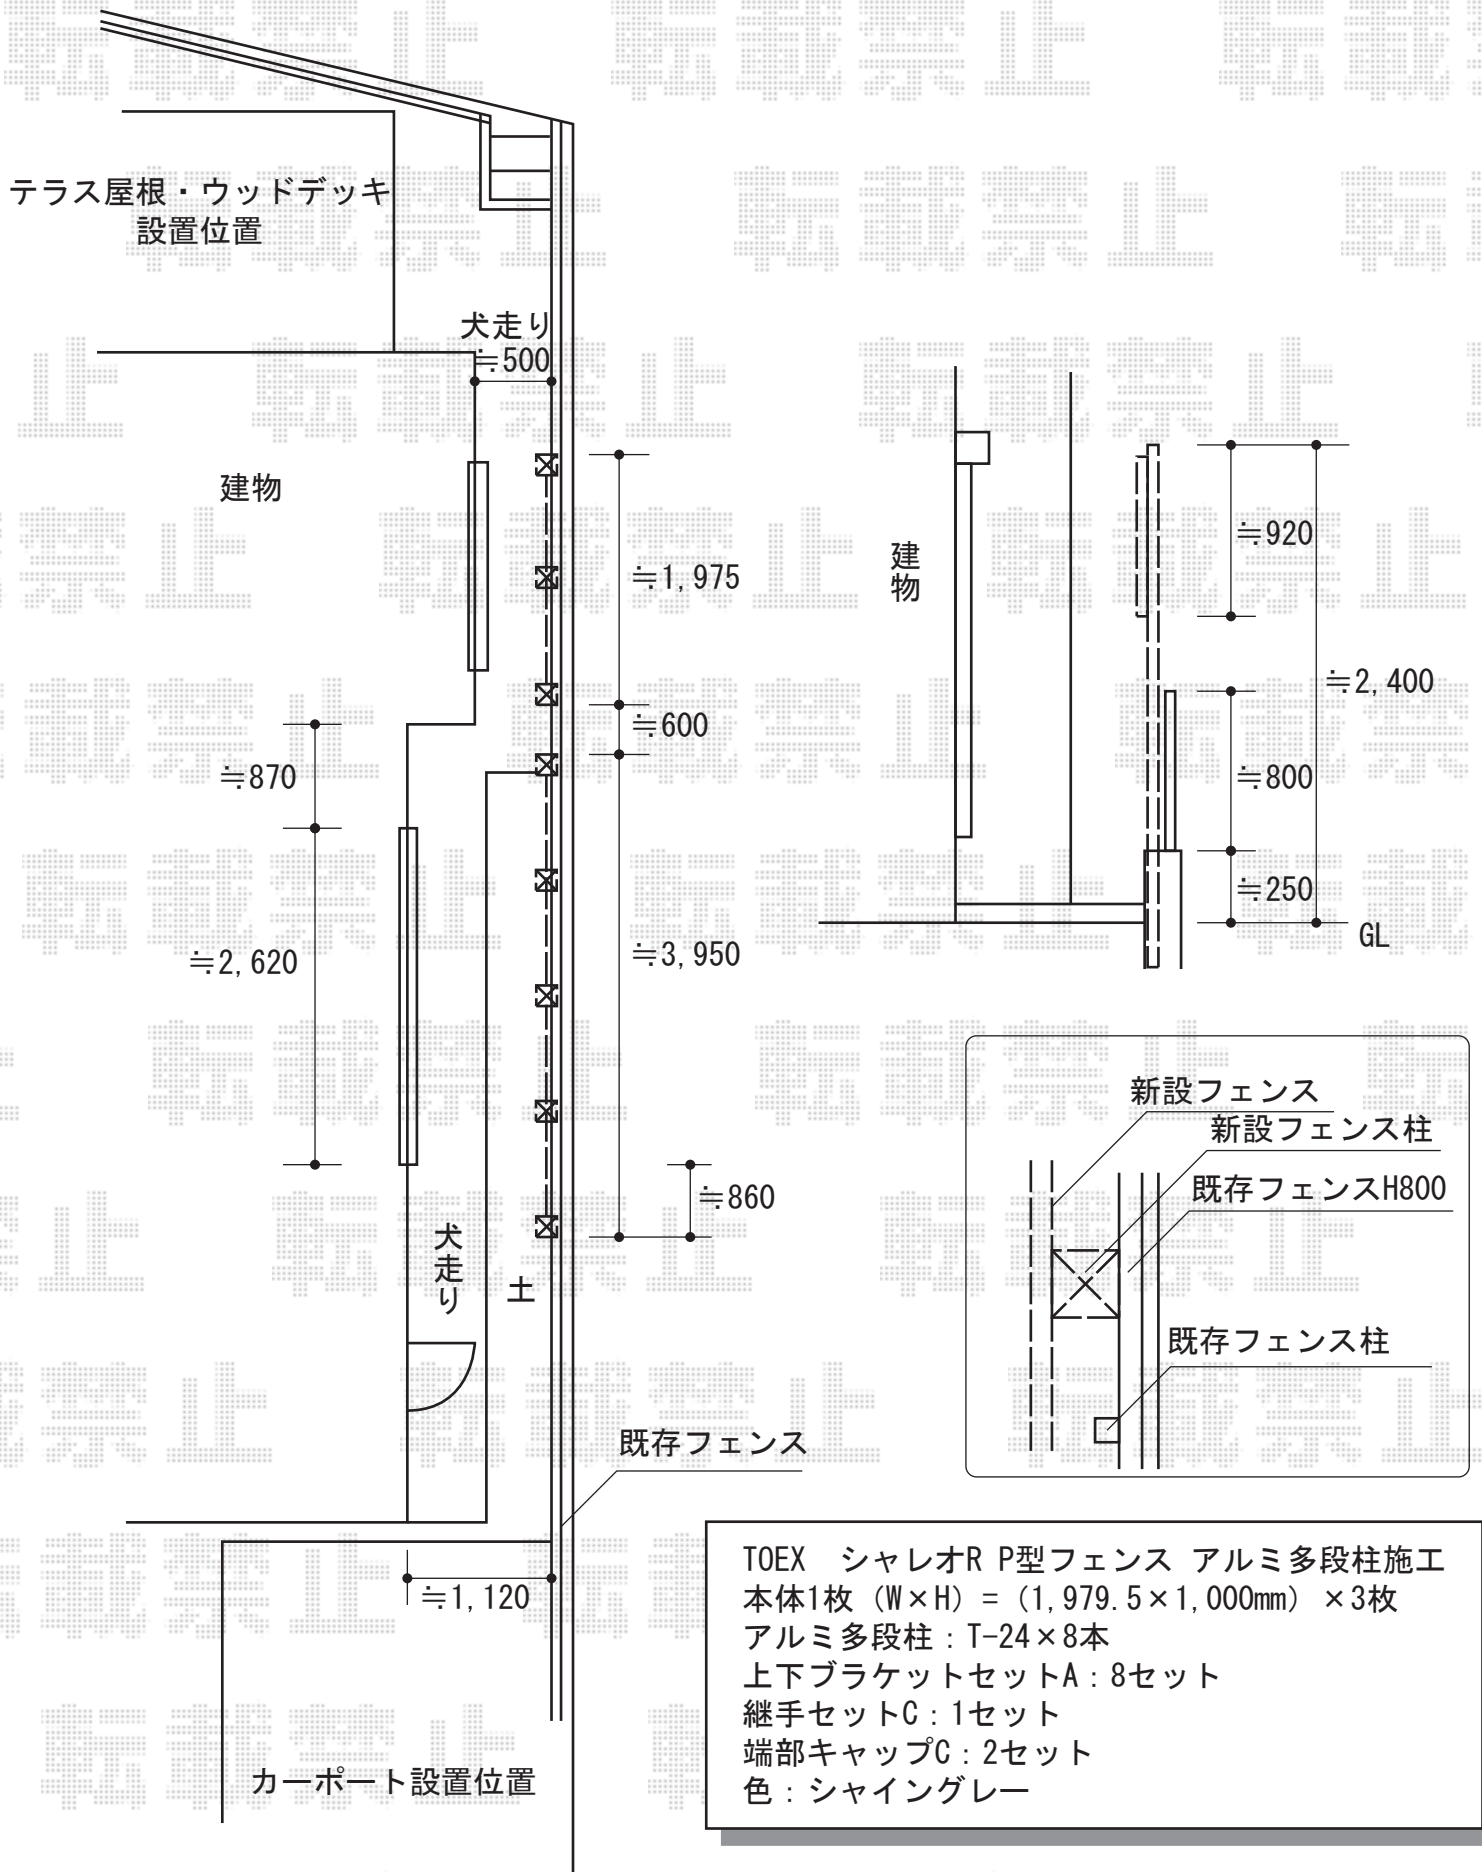 テラス屋根・ウッドデッキ
設置位置
犬走り
≒500
建物
≒1,975
≒600
≒870
≒2,620
≒3,950
≒860
犬走り
土
既存フェンス
≒1,120
カーポート設置位置
建物
≒920
≒2,400
≒800
≒250
GL
新設フェンス
新設フェンス柱
既存フェンスH800
既存フェンス柱
TOEX シャレオR P型フェンス アルミ多段柱施工
本体1枚（W×H）=（1,979.5×1,000mm）×3枚
アルミ多段柱：T-24×8本
上下ブラケットセットA：8セット
継手セットC：1セット
端部キャップC：2セット
色：シャイングレー
転載禁止